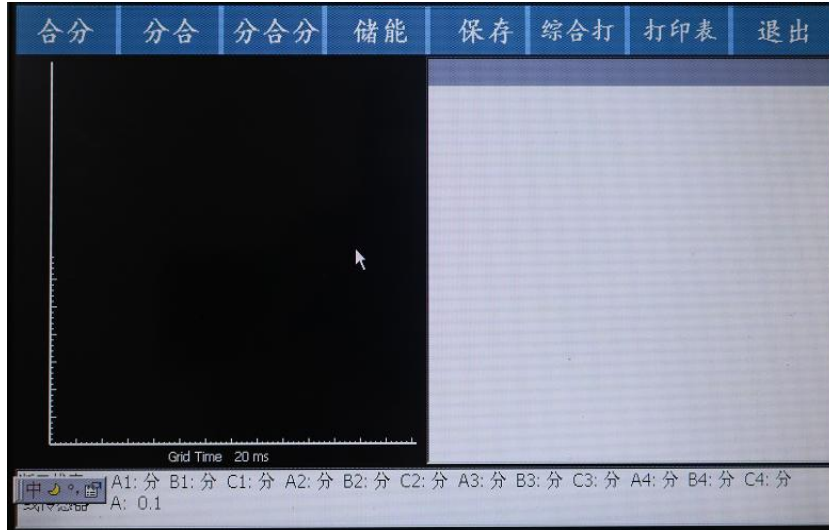 合分 分合 分合分 储能 保存 综合打 打印表 退出
Grid Time 20 ms
A1: 分 B1: 分 C1: 分 A2: 分 B2: 分 C2: 分 A3: 分 B3: 分 C3: 分 A4: 分 B4: 分 C4: 分
中
A: 0.1